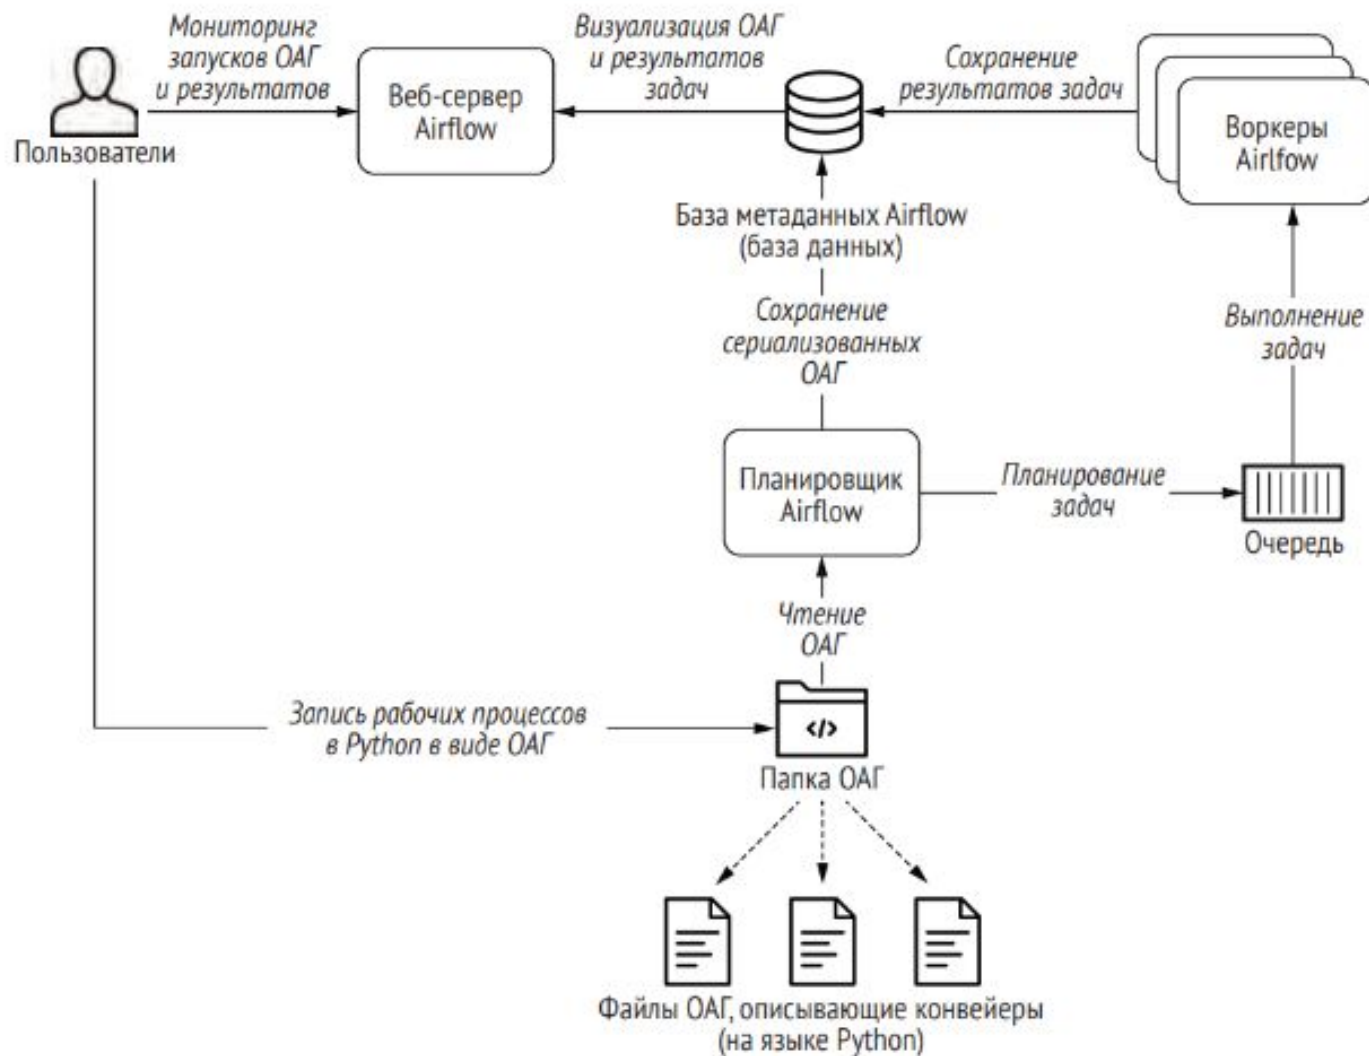 Мониторинг
запусков ОАГ
и результатов
Пользователи
Веб-сервер
Airflow
Визуализация ОАГ
и результатов
задач
Сохранение
результатов задач
Воркеры
Airlfow
База метаданных Airflow
(база данных)
Сохранение
сериализованных
ОАГ
Выполнение
задач
Планировщик
Airflow
Планирование
задач
Очередь
Чтение
ОАГ
Запись рабочих процессов
в Python в виде ОАГ
</>
Папка ОАГ
Файлы ОАГ, описывающие конвейеры
(на языке Python)